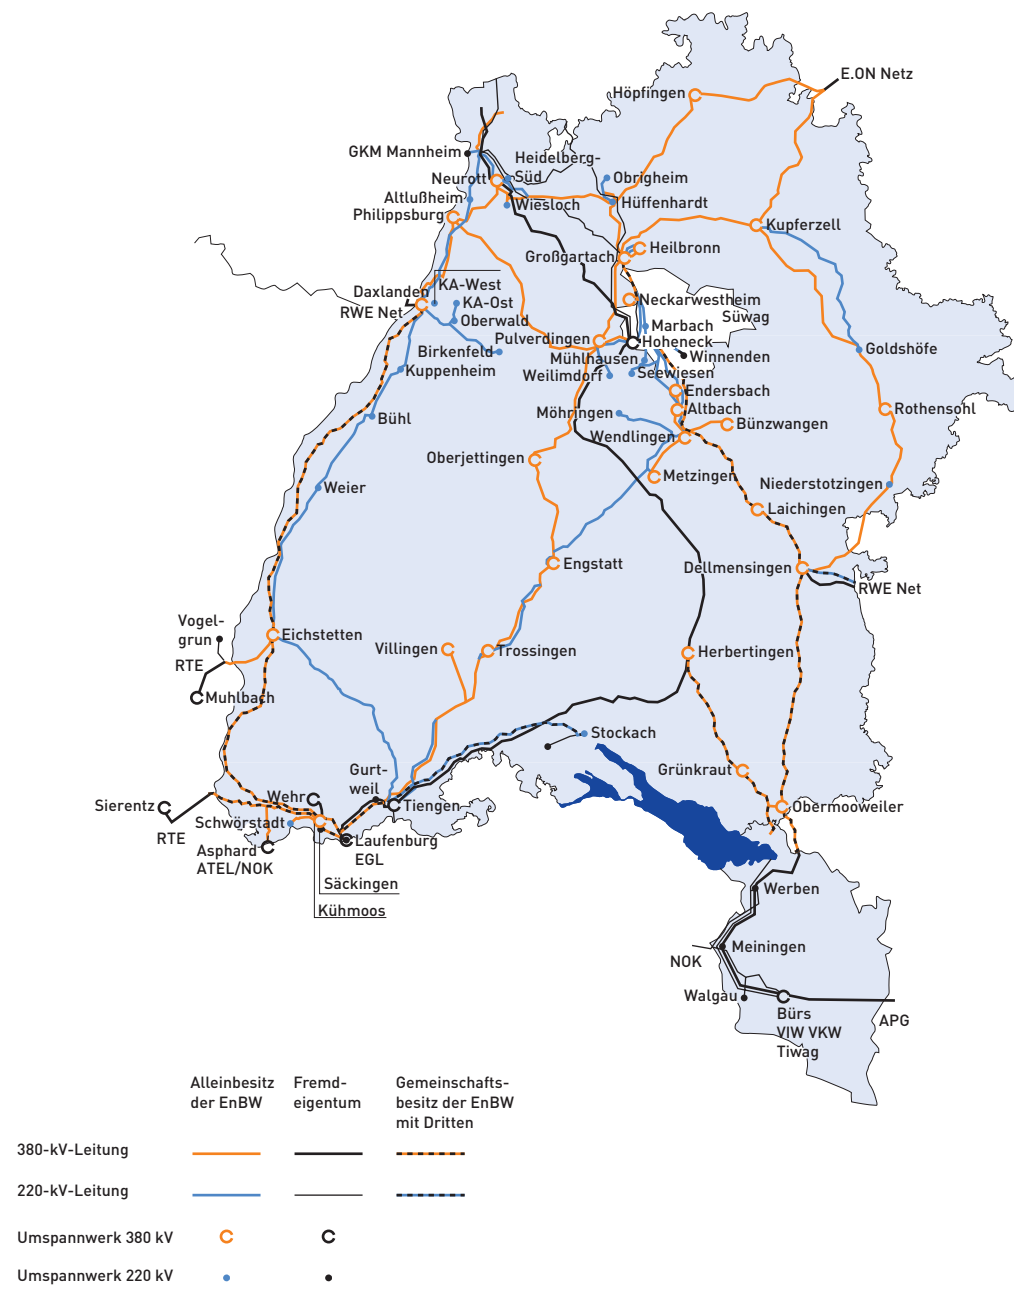 E.ON Netz
Höpfingen
GKM Mannheim
Heidelberg-
Süd
Neurott
Obrigheim
Altlußheim
Wiesloch
Hüffenhardt
Philippsburg
Kupferzell
Heilbronn
Großgartach
KA-West
Daxlanden
RWE Net
KA-Ost
Oberwald
Neckarwestheim
Süwag
Marbach
Pulverdingen
Hoheneck
Birkenfeld
Mühlhausen
Winnenden
Goldshöfe
Kuppenheim
Weilimdorf
Seewiesen
Endersbach
Möhringen
Altbach
Rothensohl
Bühl
Bünzwangen
Wendlingen
Oberjettingen
Metzingen
Weier
Niederstotzingen
Laichingen
Engstatt
Dellmensingen
RWE Net
Vogel-
grun
Eichstetten
RTE
Villingen
Trossingen
Herbertingen
Muhlbach
Stockach
Gurt-
weil
Grünkraut
Wehr
Sierentz
Tiengen
Obermooweiler
RTE
Schwörstadt
Laufenburg
EGL
Asphard
ATEL/NOK
Säckingen
Kühmoos
Werben
NOK
Meiningen
Walgau
Bürs
VIW VKW
Tiwag
APG
Alleinbesitz
der EnBW
Fremd-
eigentum
Gemeinschafts-
besitz der EnBW
mit Dritten
380-kV-Leitung
220-kV-Leitung
Umspannwerk 380 kV
Umspannwerk 220 kV